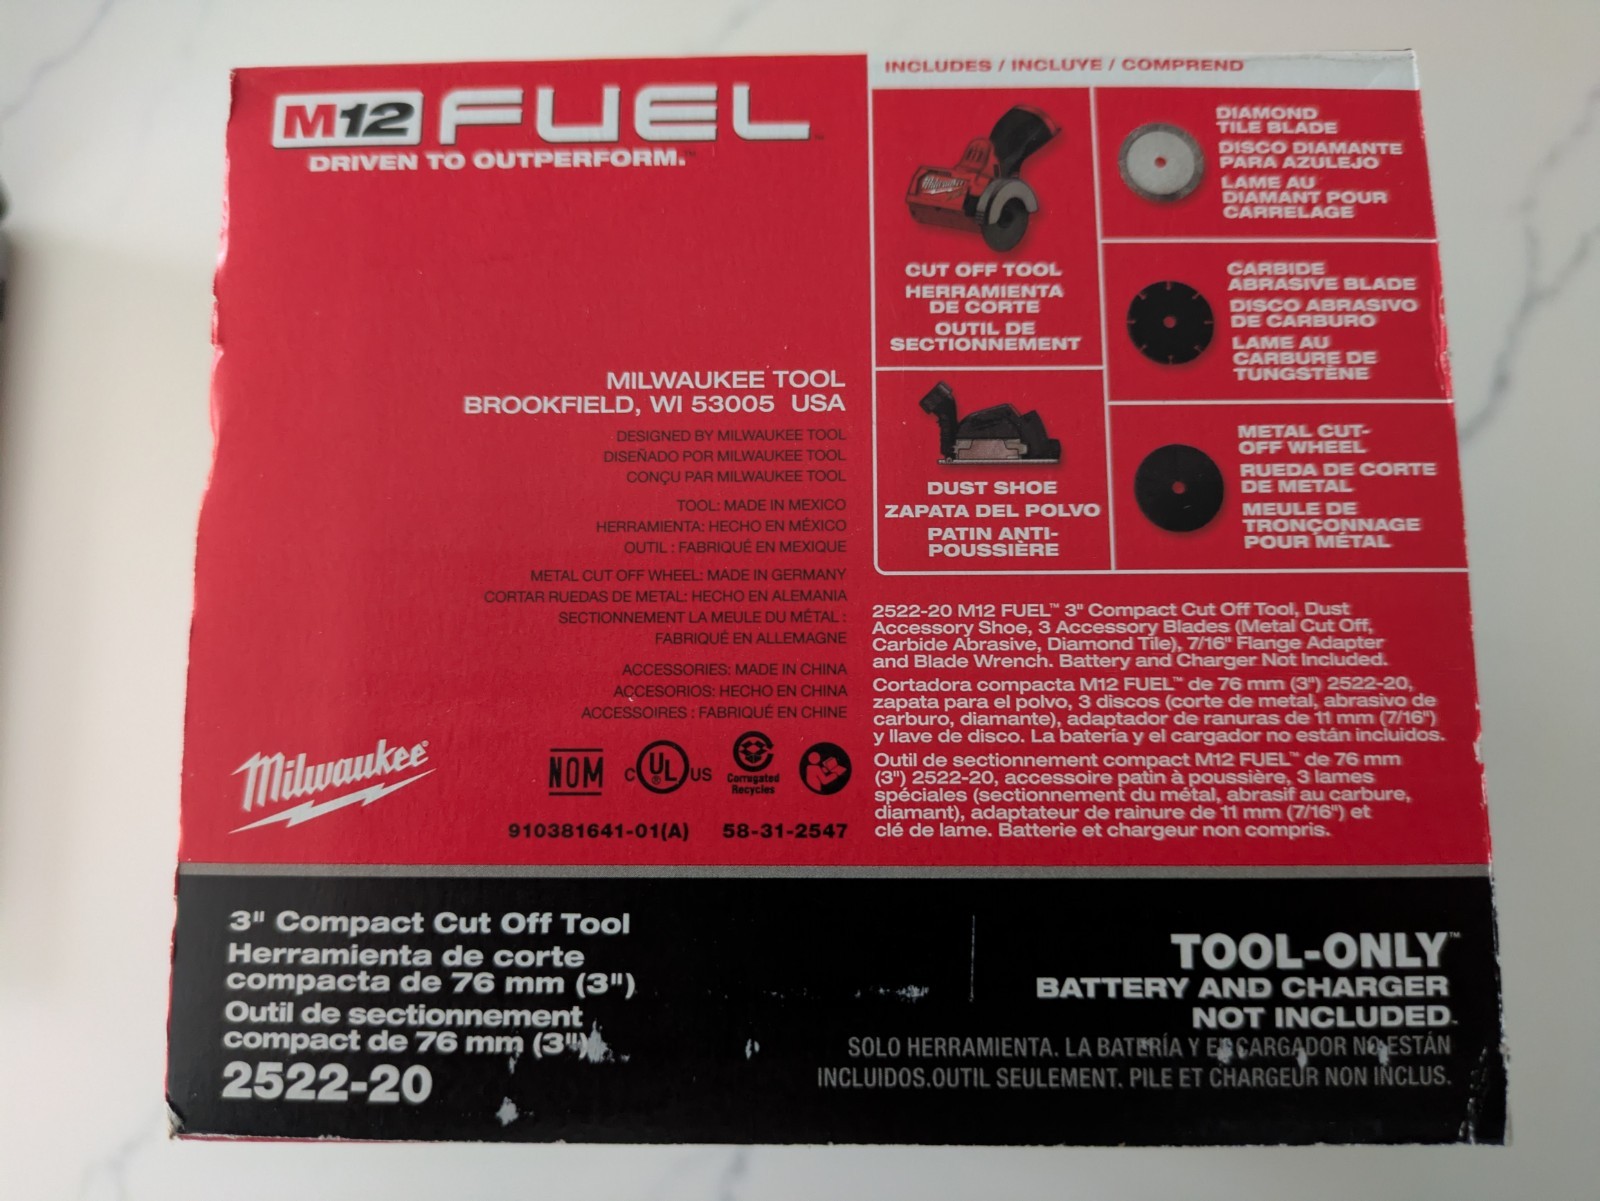 M12 FUEL™
DRIVEN TO OUTPERFORM.™
MILWAUKEE TOOL
BROOKFIELD, WI 53005 USA
DESIGNED BY MILWAUKEE TOOL
DISEÑADO POR MILWAUKEE TOOL
CONÇU PAR MILWAUKEE TOOL
TOOL: MADE IN MEXICO
HERRAMIENTA: HECHO EN MÉXICO
OUTIL : FABRIQUÉ EN MEXIQUE
METAL CUT OFF WHEEL: MADE IN GERMANY
CORTAR RUEDAS DE METAL: HECHO EN ALEMANIA
SECTIONNEMENT LA MEULE DU MÉTAL :
FABRIQUÉ EN ALLEMAGNE
ACCESSORIES: MADE IN CHINA
ACCESORIOS: HECHO EN CHINA
ACCESSOIRES : FABRIQUÉ EN CHINE
Milwaukee®
NOM
C UL® US
Corrugated
Recycles
910381641-01(A) 58-31-2547
INCLUDES / INCLUYE / COMPREND
Milwaukee
CUT OFF TOOL
HERRAMIENTA
DE CORTE
OUTIL DE
SECTIONNEMENT
DUST SHOE
ZAPATA DEL POLVO
PATIN ANTI-
POUSSIÈRE
DIAMOND
TILE BLADE
DISCO DIAMANTE
PARA AZULEJO
LAME AU
DIAMANT POUR
CARRELAGE
CARBIDE
ABRASIVE BLADE
DISCO ABRASIVO
DE CARBURO
LAME AU
CARBURE DE
TUNGSTÈNE
METAL CUT-
OFF WHEEL
RUEDA DE CORTE
DE METAL
MEULE DE
TRONÇONNAGE
POUR MÉTAL
2522-20 M12 FUEL™ 3" Compact Cut Off Tool, Dust
Accessory Shoe, 3 Accessory Blades (Metal Cut Off,
Carbide Abrasive, Diamond Tile), 7/16" Flange Adapter
and Blade Wrench. Battery and Charger Not Included.
Cortadora compacta M12 FUEL™ de 76 mm (3") 2522-20,
zapata para el polvo, 3 discos (corte de metal, abrasivo de
carburo, diamante), adaptador de ranuras de 11 mm (7/16")
y llave de disco. La batería y el cargador no están incluidos.
Outil de sectionnement compact M12 FUEL™ de 76 mm
(3") 2522-20, accessoire patin à poussière, 3 lames
spéciales (sectionnement du métal, abrasif au carbure,
diamant), adaptateur de rainure de 11 mm (7/16") et
clé de lame. Batterie et chargeur non compris.
3" Compact Cut Off Tool
Herramienta de corte
compacta de 76 mm (3")
Outil de sectionnement
compact de 76 mm (3")
2522-20
TOOL-ONLY™
BATTERY AND CHARGER
NOT INCLUDED.
SOLO HERRAMIENTA. LA BATERÍA Y EL CARGADOR NO ESTÁN
INCLUIDOS.OUTIL SEULEMENT. PILE ET CHARGEUR NON INCLUS.